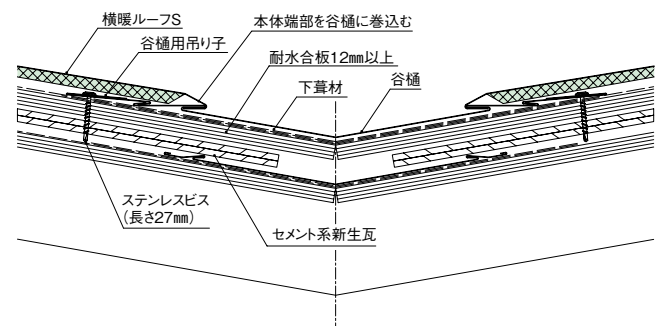 横暖ルーフS
谷樋用吊り子
本体端部を谷樋に巻込む
耐水合板12㎜以上
下葺材
谷樋
ステンレスビス
(長さ27㎜)
セメント系新生瓦